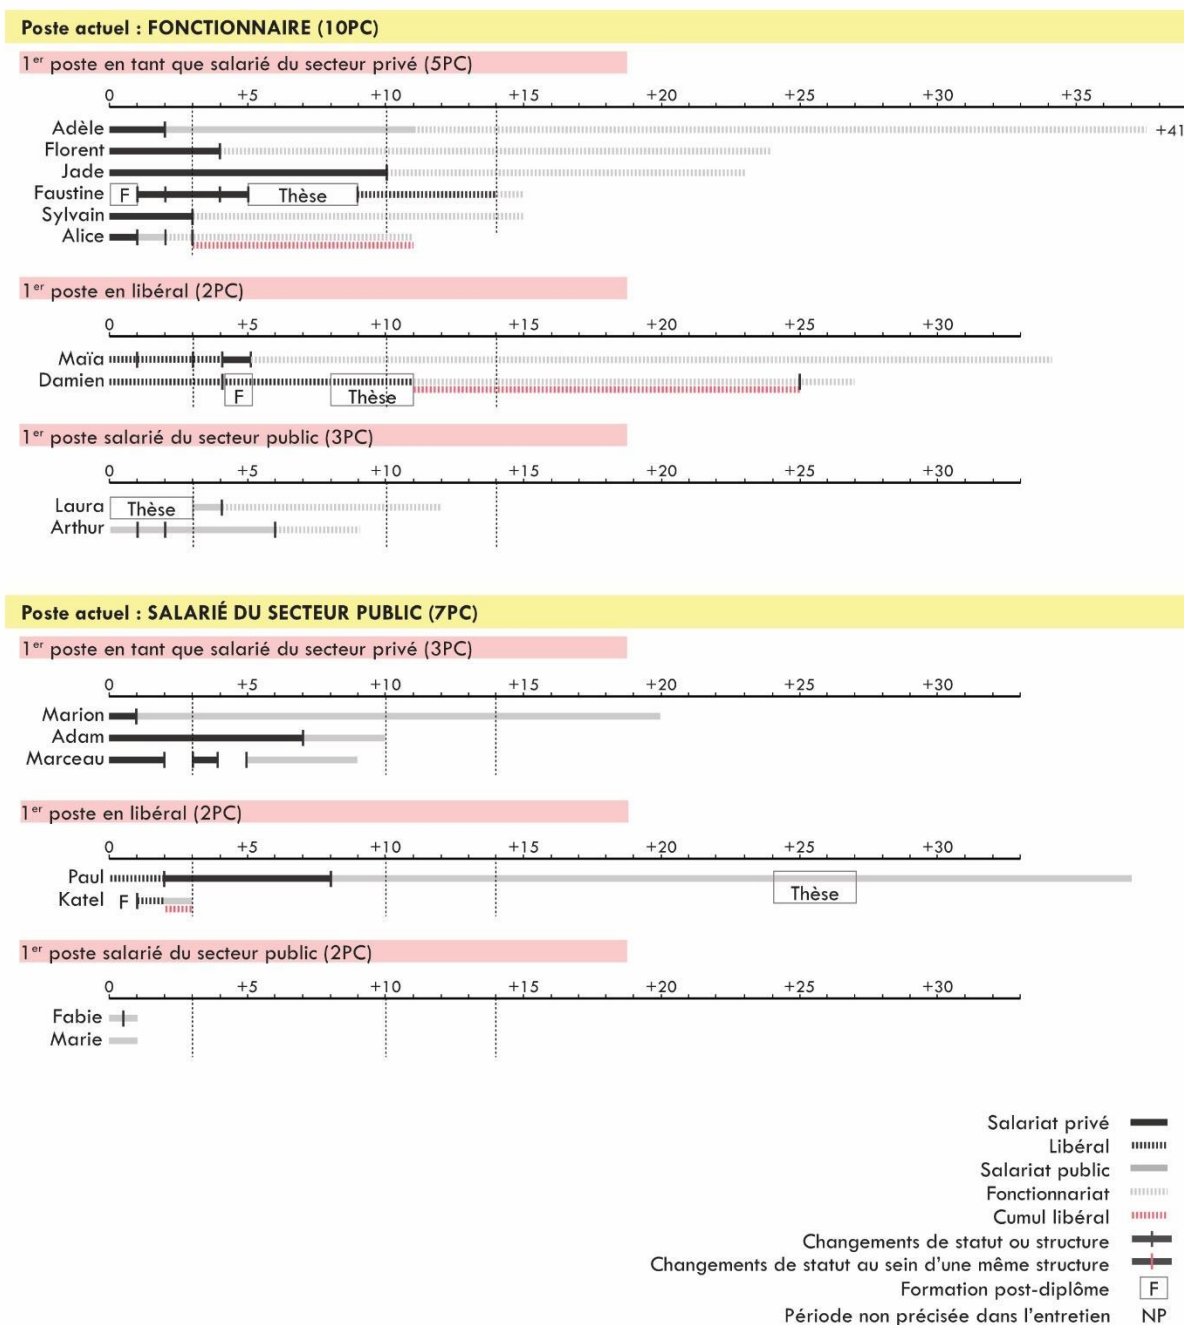 Poste actuel : FONCTIONNAIRE (10PC)
1er poste en tant que salarié du secteur privé (5PC)
0 +5 +10 +15 +20 +25 +30 +35
Adèle +41
Florent
Jade
Faustine F Thèse
Sylvain
Alice
1er poste en libéral (2PC)
0 +5 +10 +15 +20 +25 +30
Maïa
Damien F Thèse
1er poste salarié du secteur public (3PC)
0 +5 +10 +15 +20 +25 +30
Laura Thèse
Arthur
Poste actuel : SALARIÉ DU SECTEUR PUBLIC (7PC)
1er poste en tant que salarié du secteur privé (3PC)
0 +5 +10 +15 +20 +25 +30
Marion
Adam
Marceau
1er poste en libéral (2PC)
0 +5 +10 +15 +20 +25 +30
Paul Thèse
Katel F
1er poste salarié du secteur public (2PC)
0 +5 +10 +15 +20 +25 +30
Fabie
Marie
Salariat privé
Libéral
Salariat public
Fonctionnariat
Cumul libéral
Changements de statut ou structure
Changements de statut au sein d'une même structure
Formation post-diplôme F
Période non précisée dans l'entretien NP